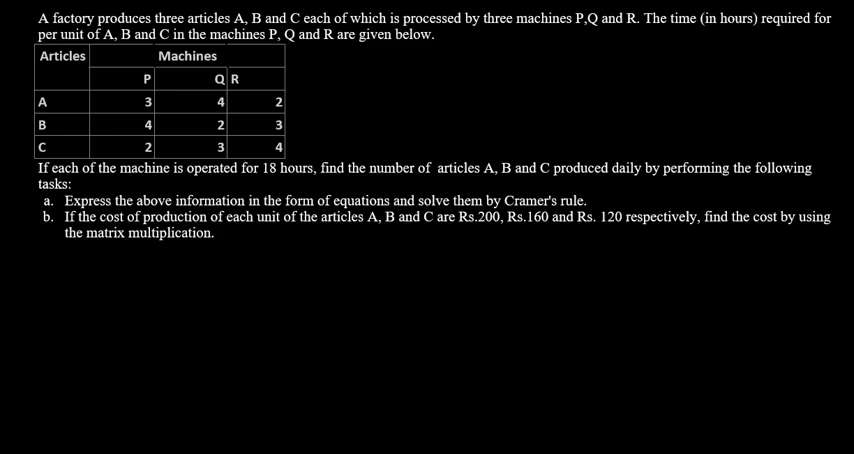 A factory produces three articles A, B and C each of which is processed by three machines P,Q and R. The time (in hours) required for
per unit of A, B and C in the machines P, Q and R are given below.
Articles Machines
P Q R
A 3 4 2
B 4 2 3
C 2 3 4
If each of the machine is operated for 18 hours, find the number of articles A, B and C produced daily by performing the following
tasks:
a. Express the above information in the form of equations and solve them by Cramer's rule.
b. If the cost of production of each unit of the articles A, B and C are Rs.200, Rs.160 and Rs. 120 respectively, find the cost by using
the matrix multiplication.